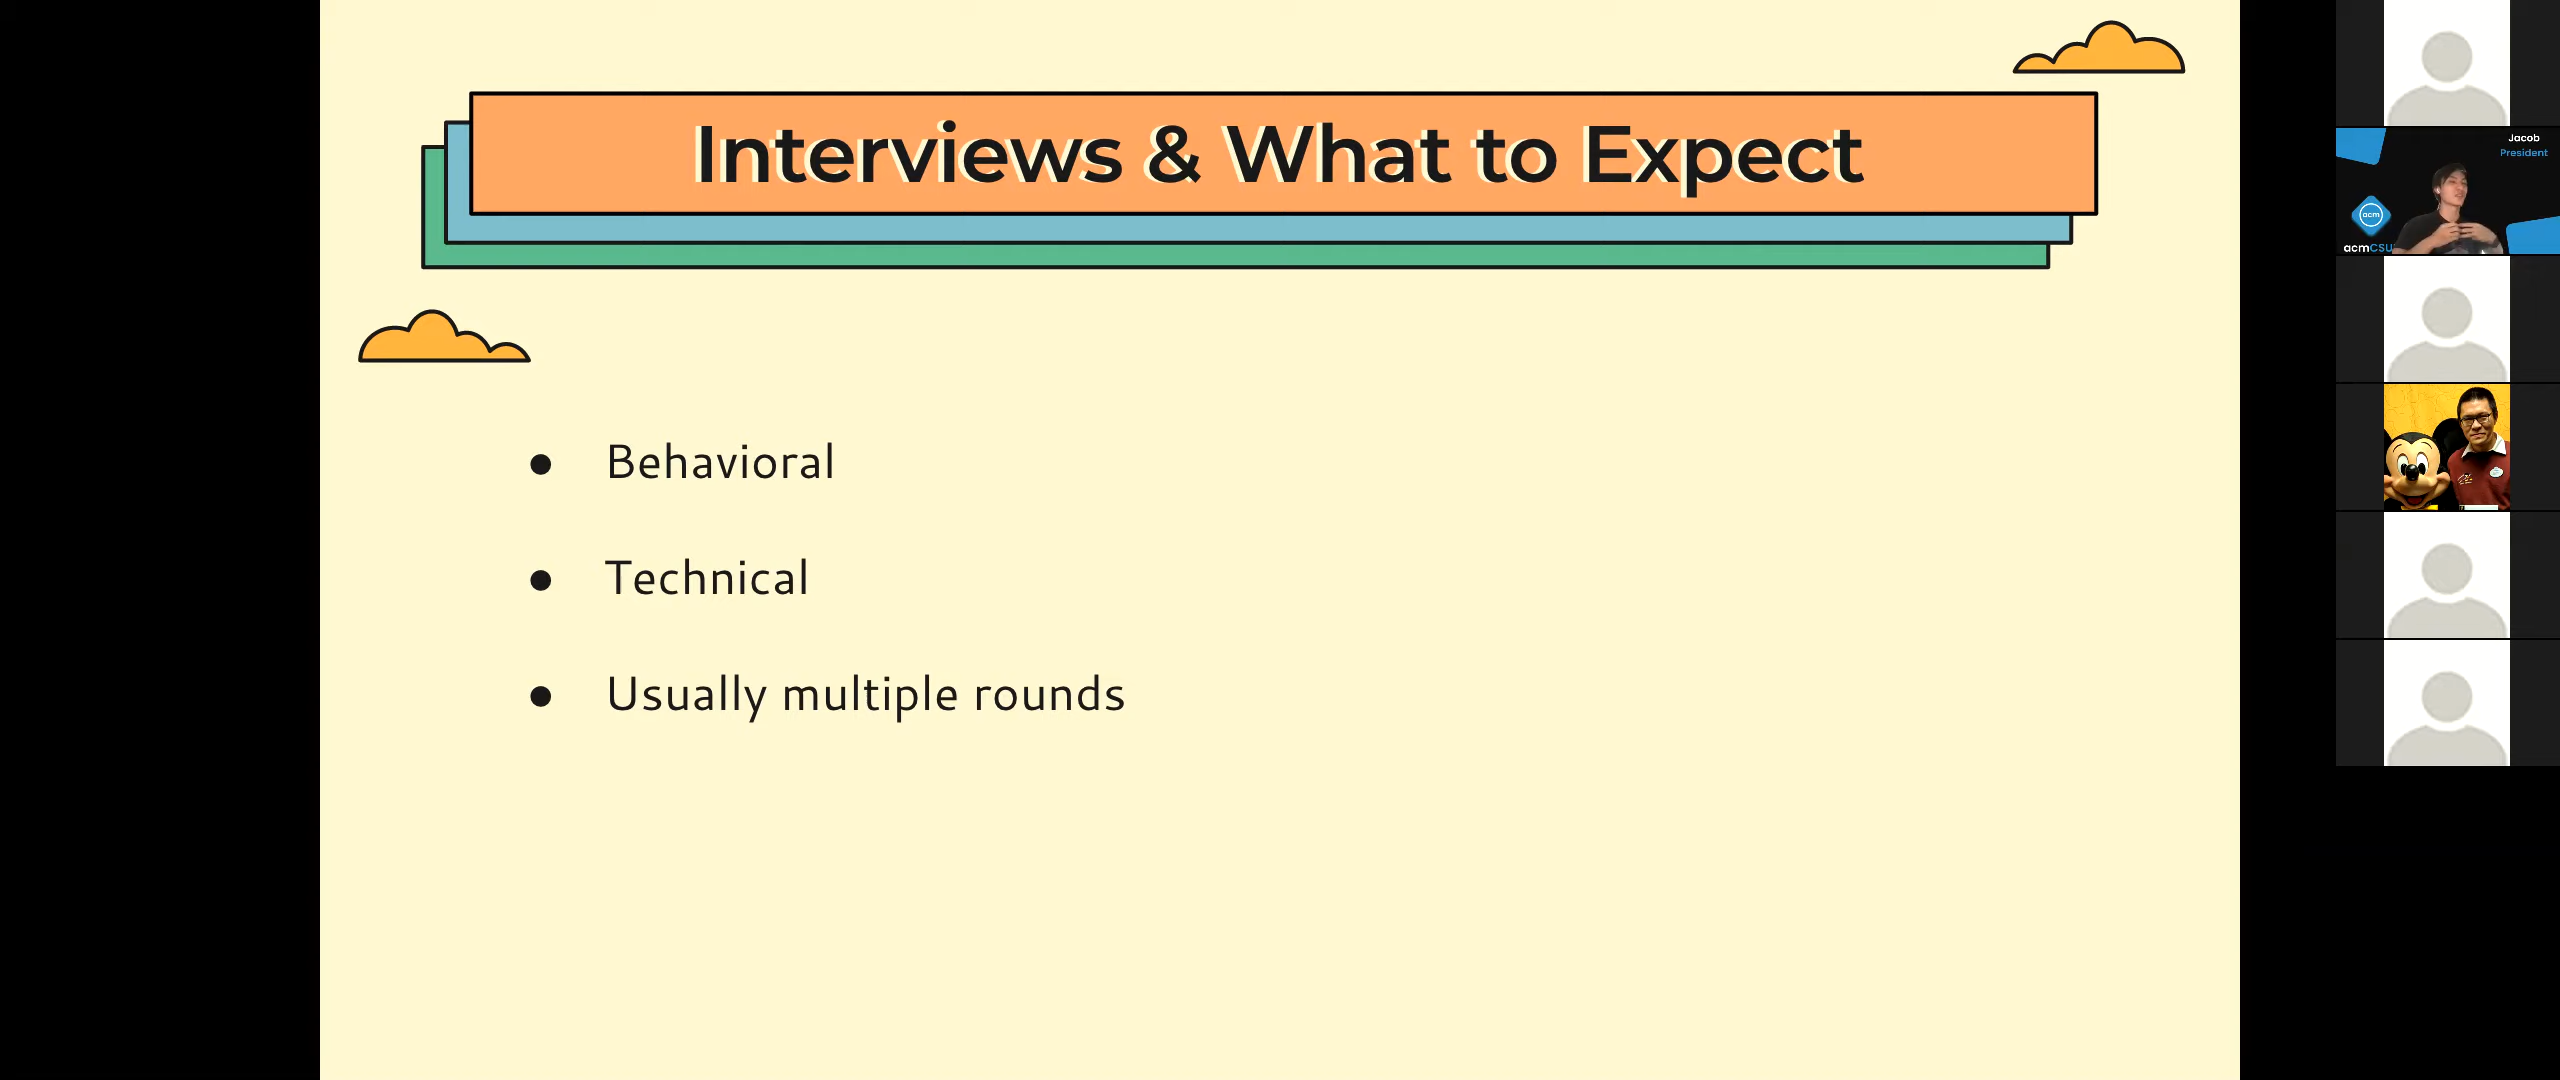 Interviews & What to Expect
Behavioral
Technical
Usually multiple rounds
Jacob
President
acm
acmCSU